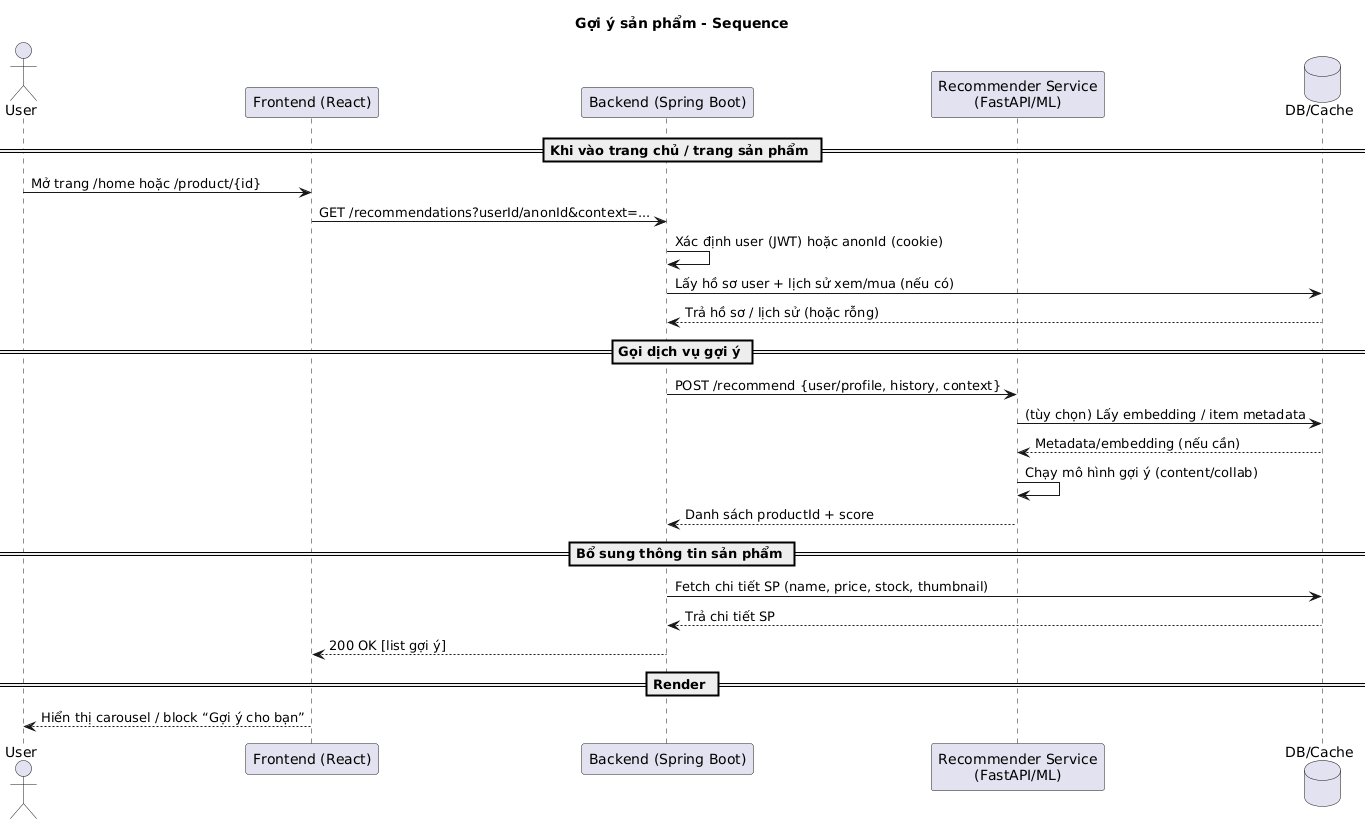 Gợi ý sản phẩm - Sequence
User
Frontend (React)
Backend (Spring Boot)
Recommender Service
(FastAPI/ML)
DB/Cache
Khi vào trang chủ / trang sản phẩm
Mở trang /home hoặc /product/{id}
GET /recommendations?userId/anonId&context=...
Xác định user (JWT) hoặc anonId (cookie)
Lấy hồ sơ user + lịch sử xem/mua (nếu có)
Trả hồ sơ / lịch sử (hoặc rỗng)
Gọi dịch vụ gợi ý
POST /recommend {user/profile, history, context}
(tùy chọn) Lấy embedding / item metadata
Metadata/embedding (nếu cần)
Chạy mô hình gợi ý (content/collab)
Danh sách productId + score
Bổ sung thông tin sản phẩm
Fetch chi tiết SP (name, price, stock, thumbnail)
Trả chi tiết SP
200 OK [list gợi ý]
Render
Hiển thị carousel / block “Gợi ý cho bạn”
User
Frontend (React)
Backend (Spring Boot)
Recommender Service
(FastAPI/ML)
DB/Cache